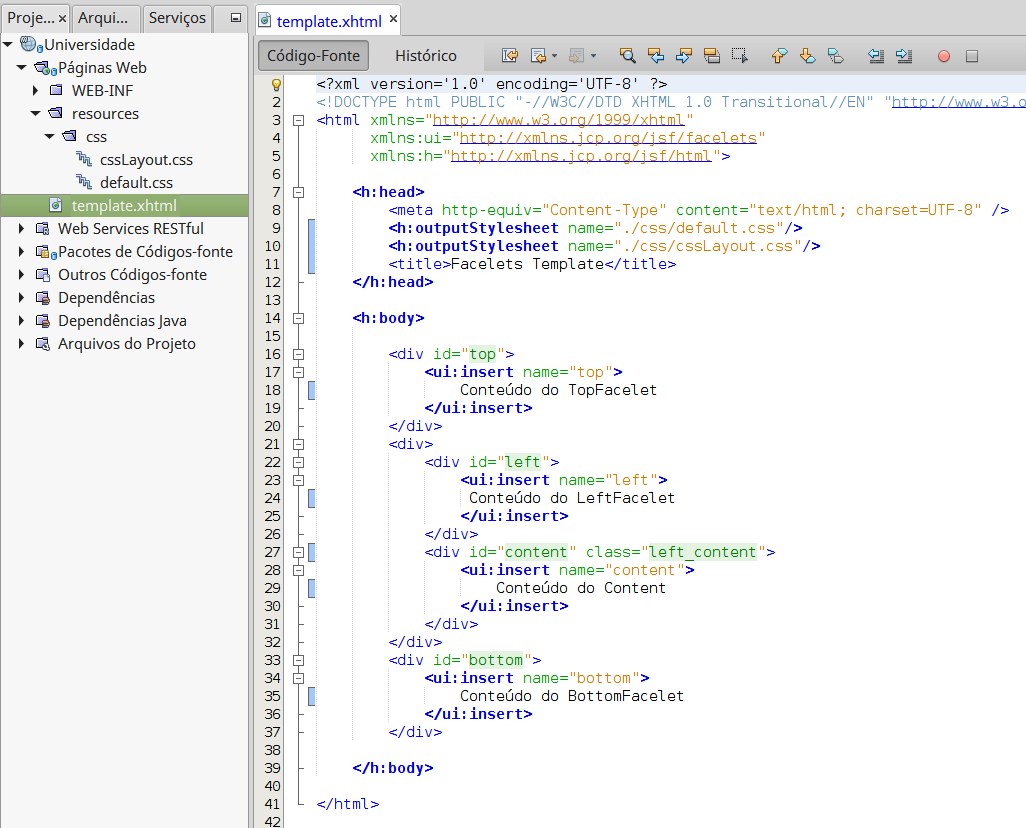 Proje... × Arqui... Serviços
Universidade
Páginas Web
WEB-INF
resources
css
cssLayout.css
default.css
template.xhtml
Web Services RESTful
Pacotes de Códigos-fonte
Outros Códigos-fonte
Dependências
Dependências Java
Arquivos do Projeto
template.xhtml ×
Código-Fonte Histórico
<?xml version='1.0' encoding='UTF-8' ?>
2 <!DOCTYPE html PUBLIC "-//W3C//DTD XHTML 1.0 Transitional//EN" "http://www.w3.o
3 <html xmlns="http://www.w3.org/1999/xhtml"
4 xmlns:ui="http://xmlns.jcp.org/jsf/facelets"
5 xmlns:h="http://xmlns.jcp.org/jsf/html">
6
7 <h:head>
8 <meta http-equiv="Content-Type" content="text/html; charset=UTF-8" />
9 <h:outputStylesheet name="./css/default.css"/>
10 <h:outputStylesheet name="./css/cssLayout.css"/>
11 <title>Facelets Template</title>
12 </h:head>
13
14 <h:body>
15
16 <div id="top">
17 <ui:insert name="top">
18 Conteúdo do TopFacelet
19 </ui:insert>
20 </div>
21 <div>
22 <div id="left">
23 <ui:insert name="left">
24 Conteúdo do LeftFacelet
25 </ui:insert>
26 </div>
27 <div id="content" class="left_content">
28 <ui:insert name="content">
29 Conteúdo do Content
30 </ui:insert>
31 </div>
32 </div>
33 <div id="bottom">
34 <ui:insert name="bottom">
35 Conteúdo do BottomFacelet
36 </ui:insert>
37 </div>
38
39 </h:body>
40
41 </html>
42